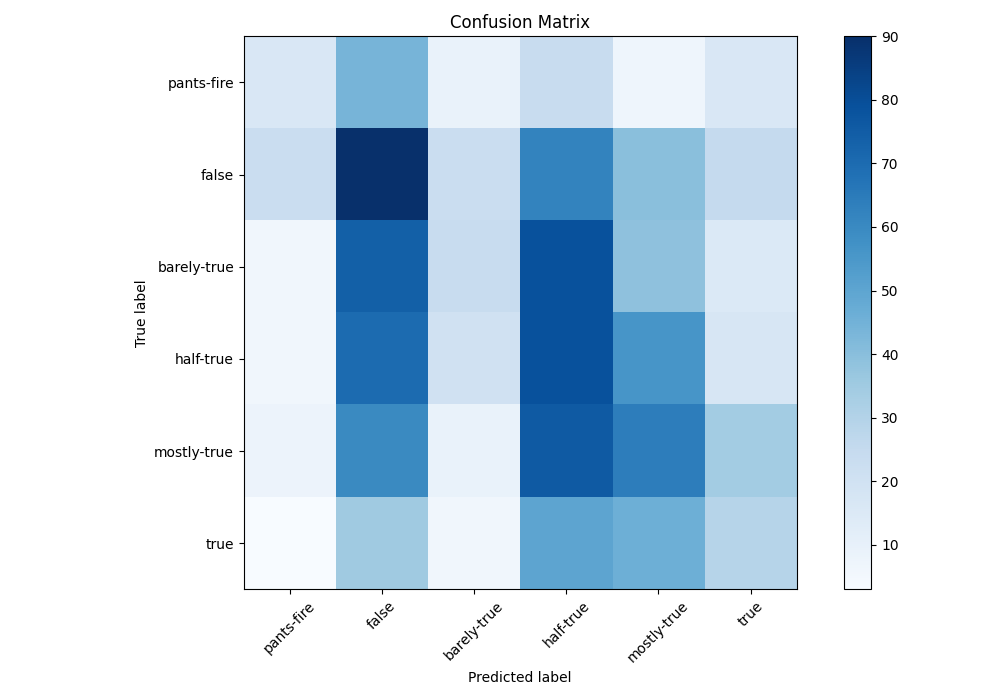 Confusion Matrix
True label
pants-fire
false
barely-true
half-true
mostly-true
true
pants-fire
false
barely-true
half-true
mostly-true
true
Predicted label
90
80
70
60
50
40
30
20
10